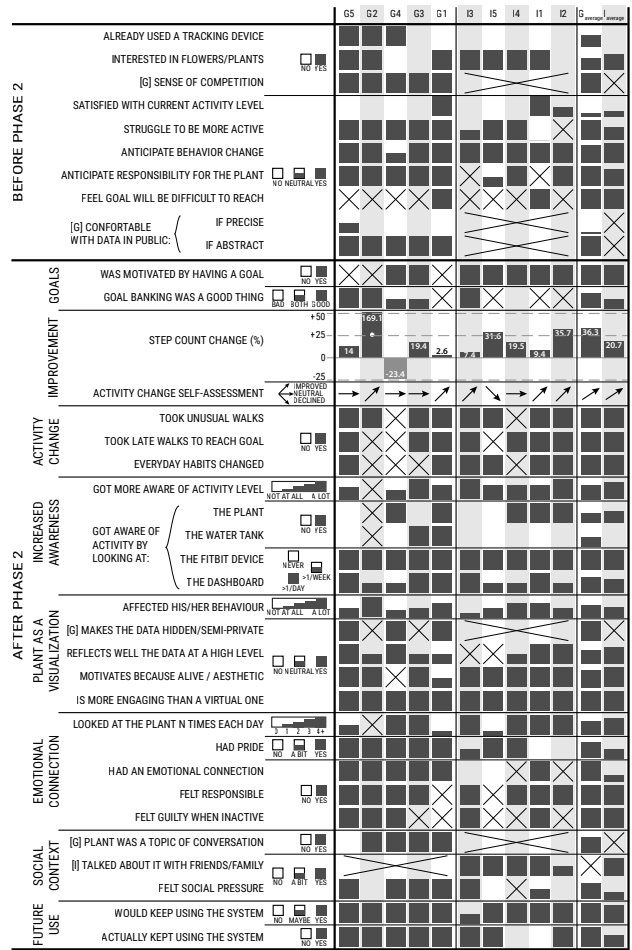 G5 G2 G4 G3 G1 I3 I5 I4 I1 I2 G average I average
BEFORE PHASE 2
ALREADY USED A TRACKING DEVICE
INTERESTED IN FLOWERS/PLANTS
NO YES
[G] SENSE OF COMPETITION
SATISFIED WITH CURRENT ACTIVITY LEVEL
STRUGGLE TO BE MORE ACTIVE
ANTICIPATE BEHAVIOR CHANGE
ANTICIPATE RESPONSIBILITY FOR THE PLANT
NO NEUTRAL YES
FEEL GOAL WILL BE DIFFICULT TO REACH
[G] CONFORTABLE WITH DATA IN PUBLIC:
IF PRECISE
IF ABSTRACT
AFTER PHASE 2
GOALS
WAS MOTIVATED BY HAVING A GOAL
NO YES
GOAL BANKING WAS A GOOD THING
BAD BOTH GOOD
IMPROVEMENT
STEP COUNT CHANGE (%)
+50
+25
0
-25
14 169.1 -23.4 19.4 2.6 7.4 31.6 19.5 9.4 35.7 36.3 20.7
ACTIVITY CHANGE SELF-ASSESSMENT
IMPROVED
NEUTRAL
DECLINED
ACTIVITY CHANGE
TOOK UNUSUAL WALKS
TOOK LATE WALKS TO REACH GOAL
NO YES
EVERYDAY HABITS CHANGED
INCREASED AWARENESS
GOT MORE AWARE OF ACTIVITY LEVEL
NOT AT ALL A LOT
GOT AWARE OF ACTIVITY BY LOOKING AT:
THE PLANT
NO YES
THE WATER TANK
THE FITBIT DEVICE
NEVER
>1/WEEK
THE DASHBOARD
>1/DAY
PLANT AS A VISUALIZATION
AFFECTED HIS/HER BEHAVIOUR
NOT AT ALL A LOT
[G] MAKES THE DATA HIDDEN/SEMI-PRIVATE
REFLECTS WELL THE DATA AT A HIGH LEVEL
NO NEUTRAL YES
MOTIVATES BECAUSE ALIVE / AESTHETIC
IS MORE ENGAGING THAN A VIRTUAL ONE
EMOTIONAL CONNECTION
LOOKED AT THE PLANT N TIMES EACH DAY
0 1 2 3 4+
HAD PRIDE
NO A BIT YES
HAD AN EMOTIONAL CONNECTION
FELT RESPONSIBLE
NO YES
FELT GUILTY WHEN INACTIVE
SOCIAL CONTEXT
[G] PLANT WAS A TOPIC OF CONVERSATION
NO YES
[I] TALKED ABOUT IT WITH FRIENDS/FAMILY
NO A BIT YES
FELT SOCIAL PRESSURE
FUTURE USE
WOULD KEEP USING THE SYSTEM
NO MAYBE YES
ACTUALLY KEPT USING THE SYSTEM
NO YES